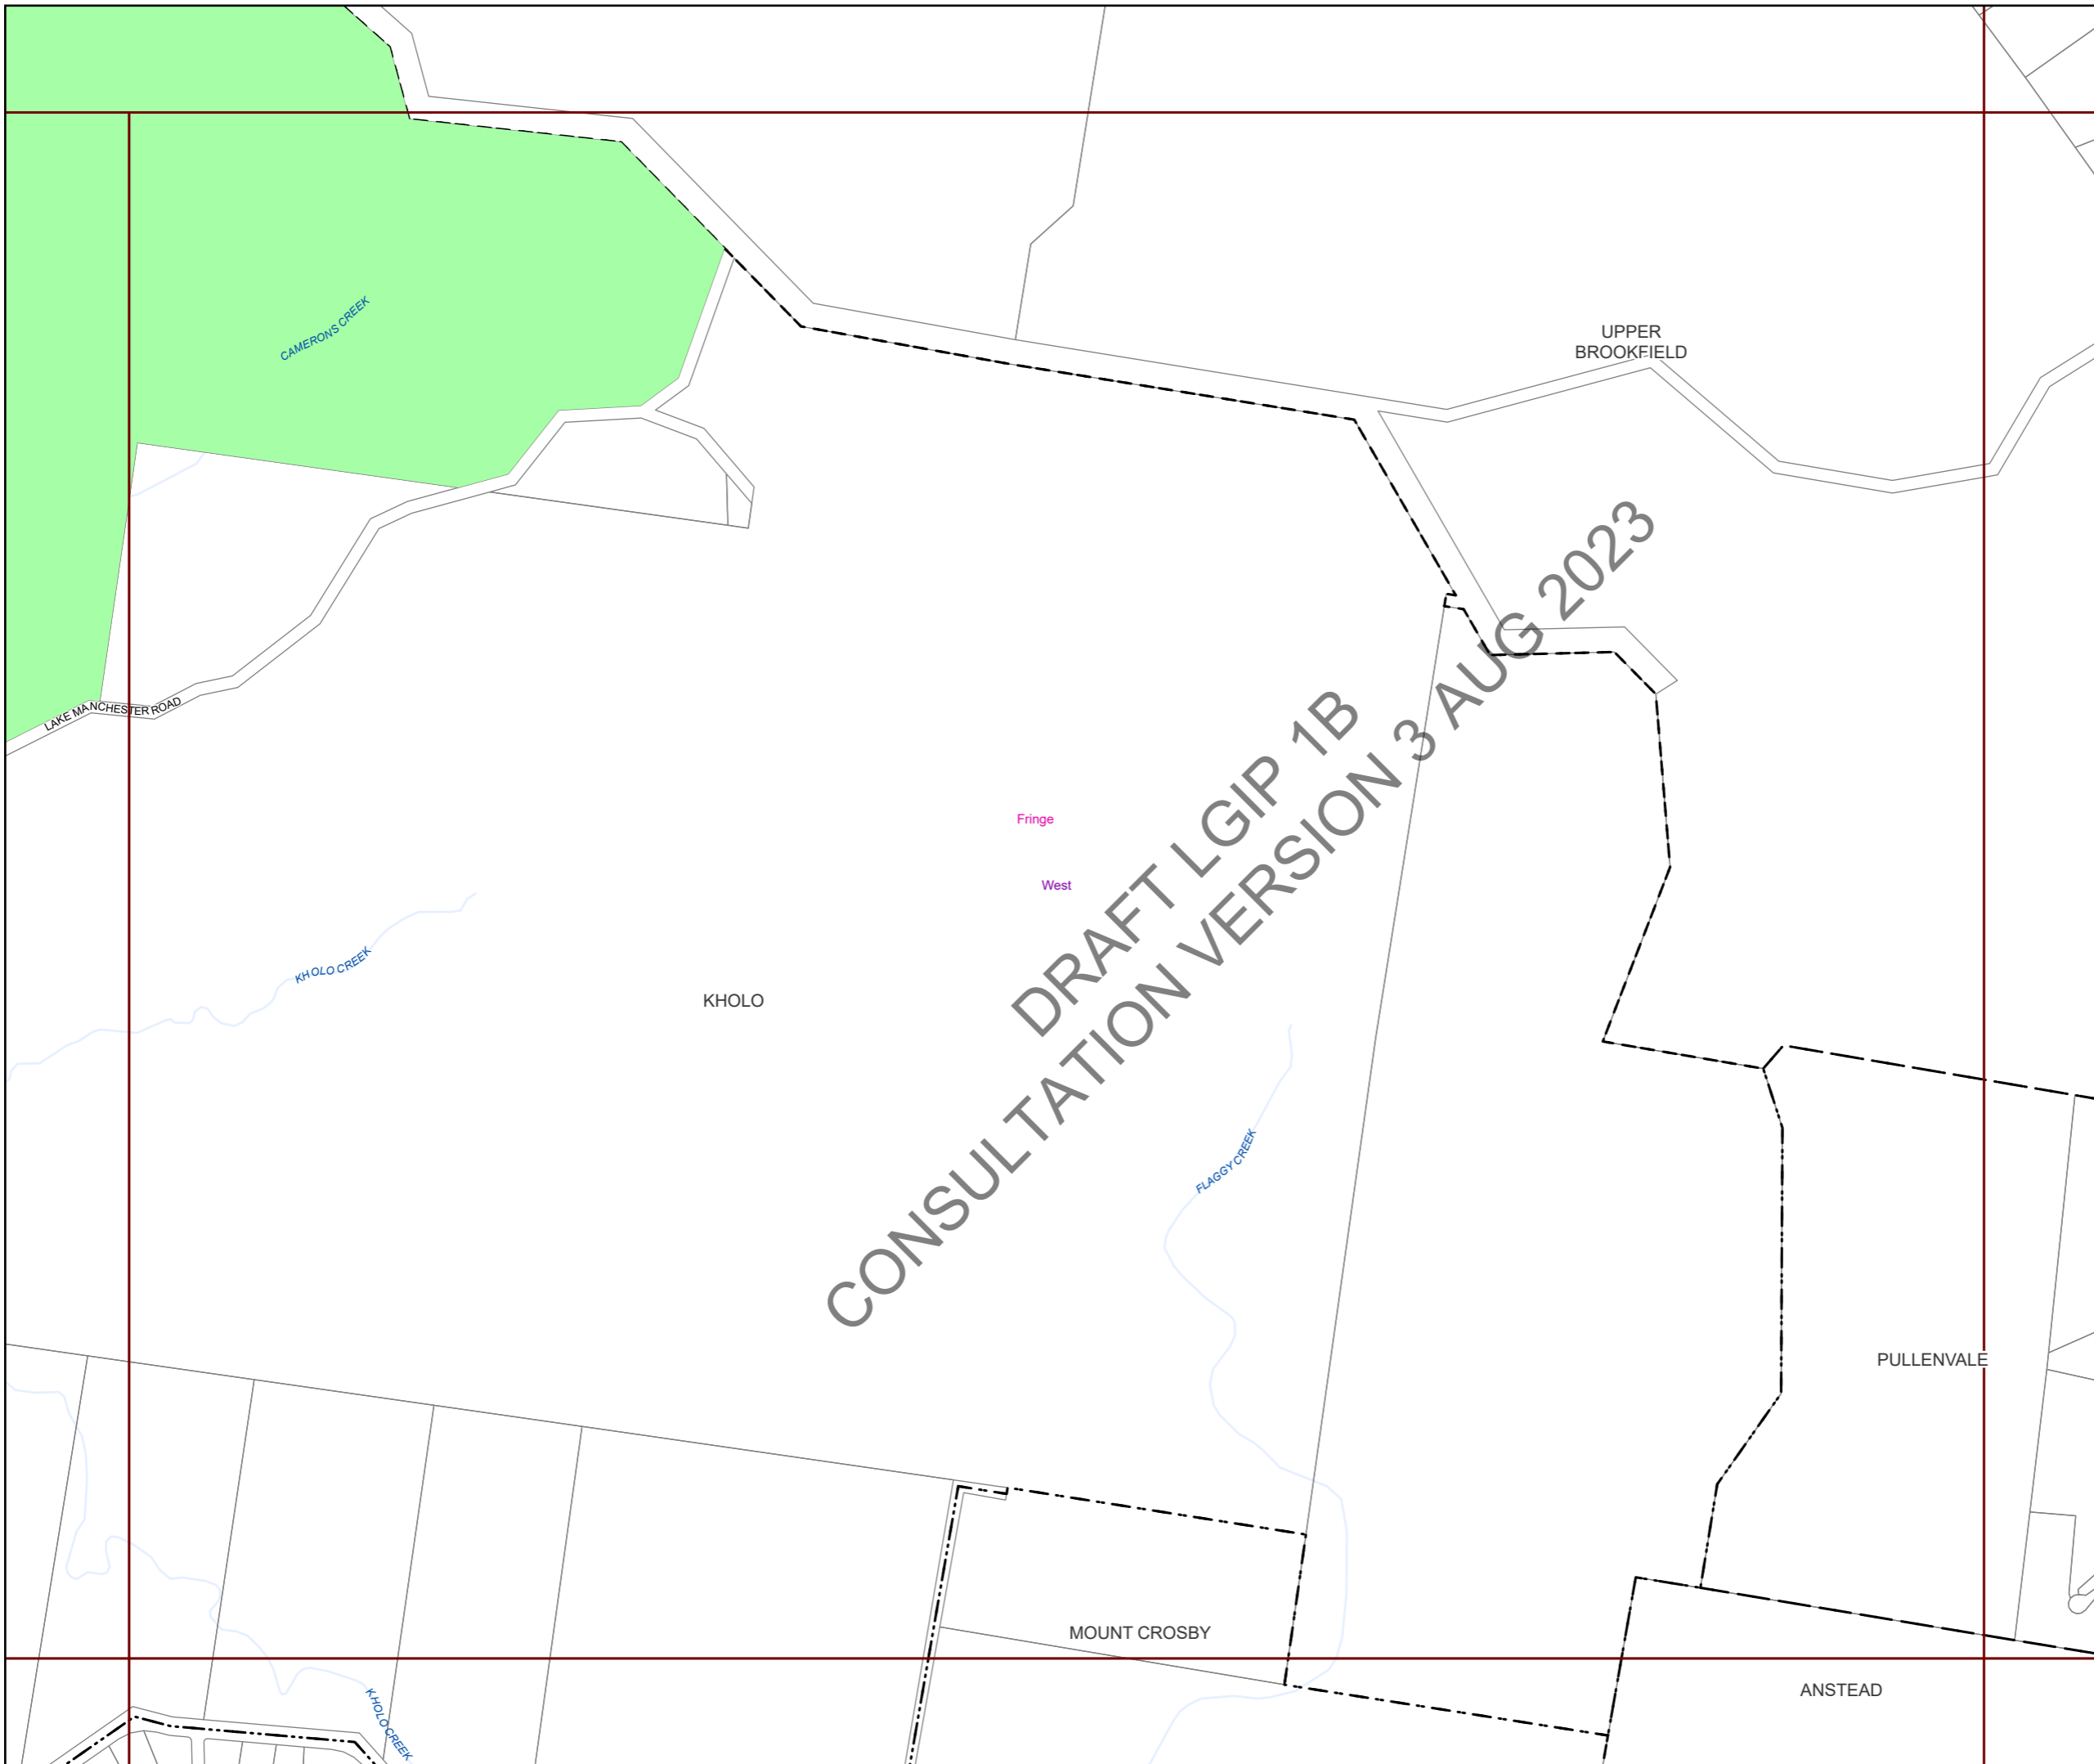 CAMERONS CREEK
UPPER
BROOKFIELD
LAKE MANCHESTER ROAD
Fringe
West
KHOLO CREEK
KHOLO
DRAFT LGIP 1B
CONSULTATION VERSION 3 AUG 2023
FLAGGY CREEK
PULLENVALE
MOUNT CROSBY
ANSTEAD
KHOLO CREEK